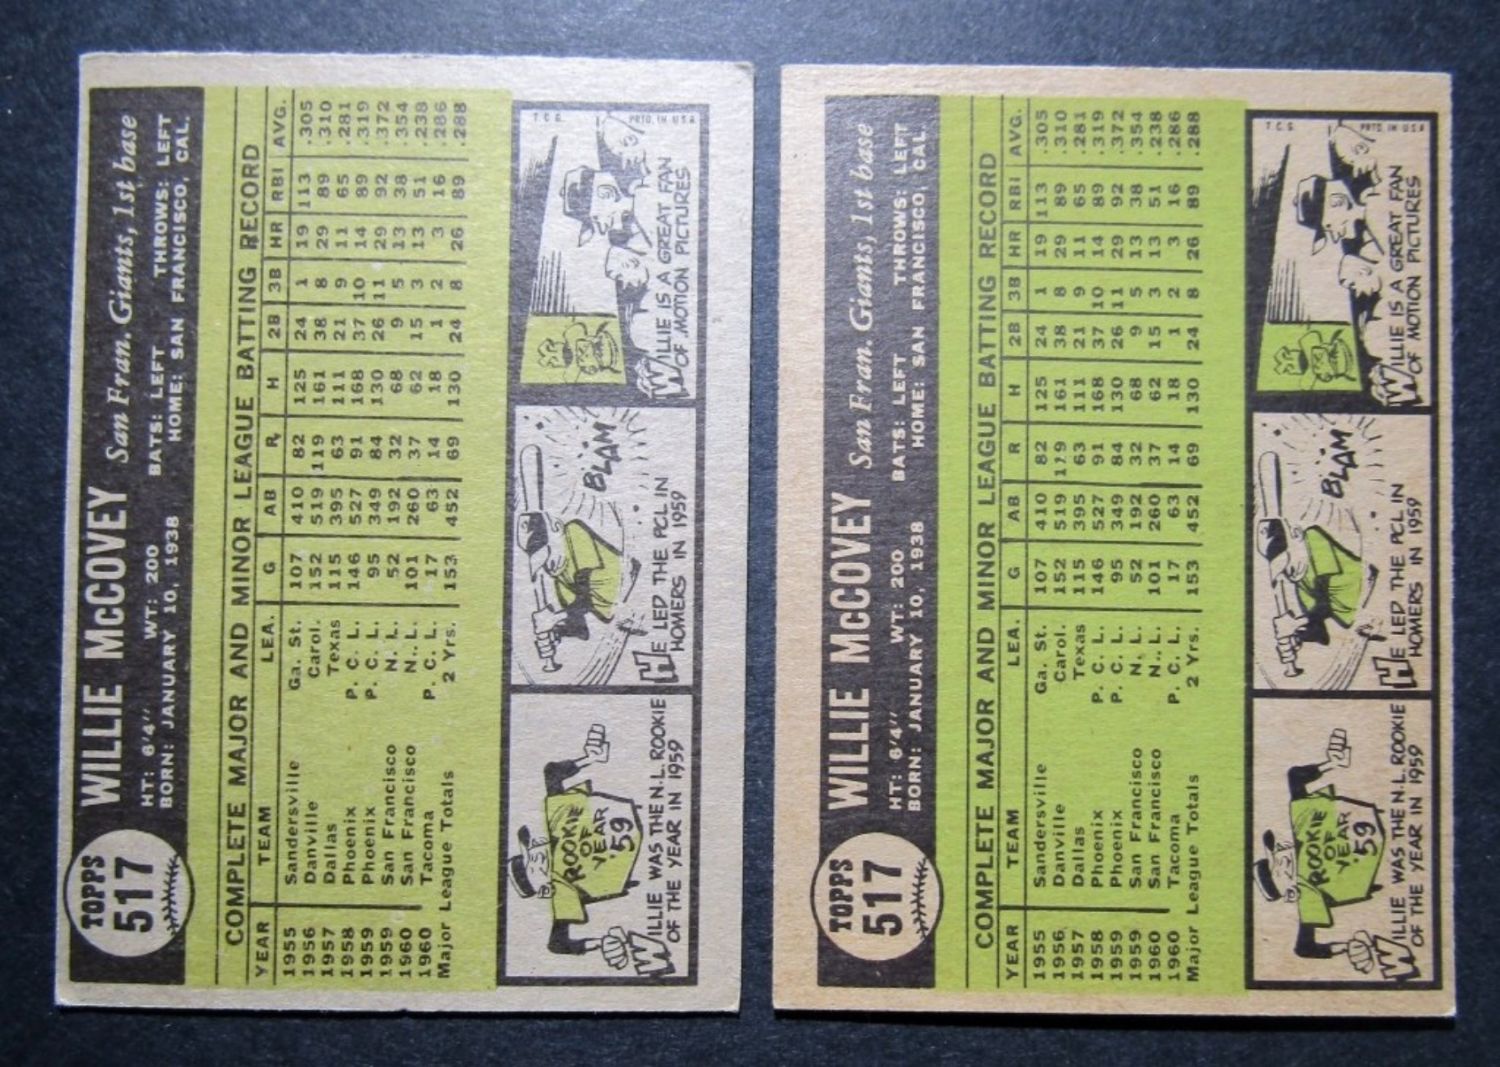 TOPPS
517
WILLIE McCOVEY San Fran. Giants, 1st base
HT: 6'4" WT: 200 BATS: LEFT THROWS: LEFT
BORN: JANUARY 10, 1938 HOME: SAN FRANCISCO, CAL.
COMPLETE MAJOR AND MINOR LEAGUE BATTING RECORD
YEAR TEAM LEA. G AB R H 2B 3B HR RBI AVG.
1955 Sandersville Ga. St. 107 410 82 125 24 1 19 113 .305
1956 Danville Carol. 152 519 119 161 38 8 29 89 .310
1957 Dallas Texas 115 395 63 111 21 9 11 65 .281
1958 Phoenix P. C. L. 146 527 91 168 37 10 14 89 .319
1959 Phoenix P. C. L. 95 349 84 130 26 11 29 92 .372
1959 San Francisco N. L. 52 192 32 68 9 5 13 38 .354
1960 San Francisco N. L. 101 260 37 62 15 3 13 51 .238
1960 Tacoma P. C. L. 17 63 14 18 1 2 3 16 .286
Major League Totals 2 Yrs. 153 452 69 130 24 8 26 89 .288
ROOKIE
OF
YEAR
'59
WILLIE WAS THE N.L. ROOKIE
OF THE YEAR IN 1959
BLAM
HE LED THE PCL IN
HOMERS IN 1959
T.C.G. PRTD. IN U.S.A.
WILLIE IS A GREAT FAN
OF MOTION PICTURES
TOPPS
517
WILLIE McCOVEY San Fran. Giants, 1st base
HT: 6'4" WT: 200 BATS: LEFT THROWS: LEFT
BORN: JANUARY 10, 1938 HOME: SAN FRANCISCO, CAL.
COMPLETE MAJOR AND MINOR LEAGUE BATTING RECORD
YEAR TEAM LEA. G AB R H 2B 3B HR RBI AVG.
1955 Sandersville Ga. St. 107 410 82 125 24 1 19 113 .305
1956 Danville Carol. 152 519 119 161 38 8 29 89 .310
1957 Dallas Texas 115 395 63 111 21 9 11 65 .281
1958 Phoenix P. C. L. 146 527 91 168 37 10 14 89 .319
1959 Phoenix P. C. L. 95 349 84 130 26 11 29 92 .372
1959 San Francisco N. L. 52 192 32 68 9 5 13 38 .354
1960 San Francisco N. L. 101 260 37 62 15 3 13 51 .238
1960 Tacoma P. C. L. 17 63 14 18 1 2 3 16 .286
Major League Totals 2 Yrs. 153 452 69 130 24 8 26 89 .288
ROOKIE
OF
YEAR
'59
WILLIE WAS THE N.L. ROOKIE
OF THE YEAR IN 1959
BLAM
HE LED THE PCL IN
HOMERS IN 1959
T.C.G. PRTD. IN U.S.A.
WILLIE IS A GREAT FAN
OF MOTION PICTURES